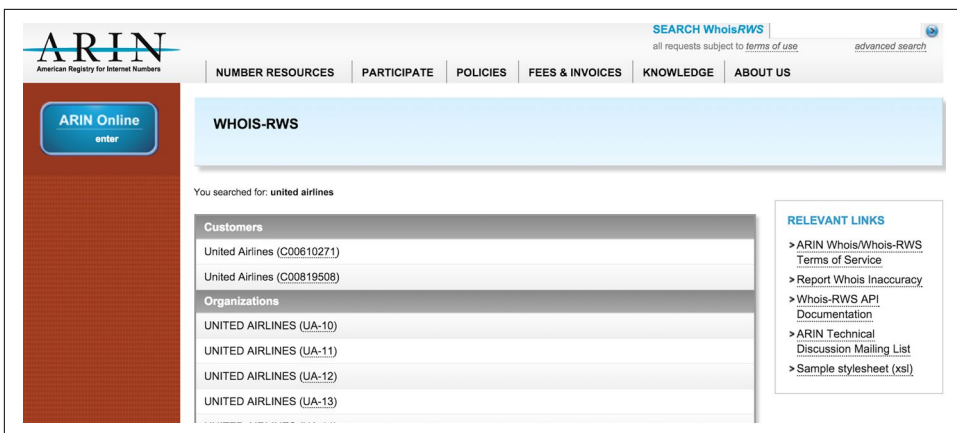 SEARCH WhoisRWS
all requests subject to terms of use advanced search
ARIN
American Registry for Internet Numbers
NUMBER RESOURCES PARTICIPATE POLICIES FEES & INVOICES KNOWLEDGE ABOUT US
ARIN Online
enter
WHOIS-RWS
You searched for: united airlines
Customers
United Airlines (C00610271)
United Airlines (C00819508)
Organizations
UNITED AIRLINES (UA-10)
UNITED AIRLINES (UA-11)
UNITED AIRLINES (UA-12)
UNITED AIRLINES (UA-13)
RELEVANT LINKS
> ARIN Whois/Whois-RWS
Terms of Service
> Report Whois Inaccuracy
> Whois-RWS API
Documentation
> ARIN Technical
Discussion Mailing List
> Sample stylesheet (xsl)